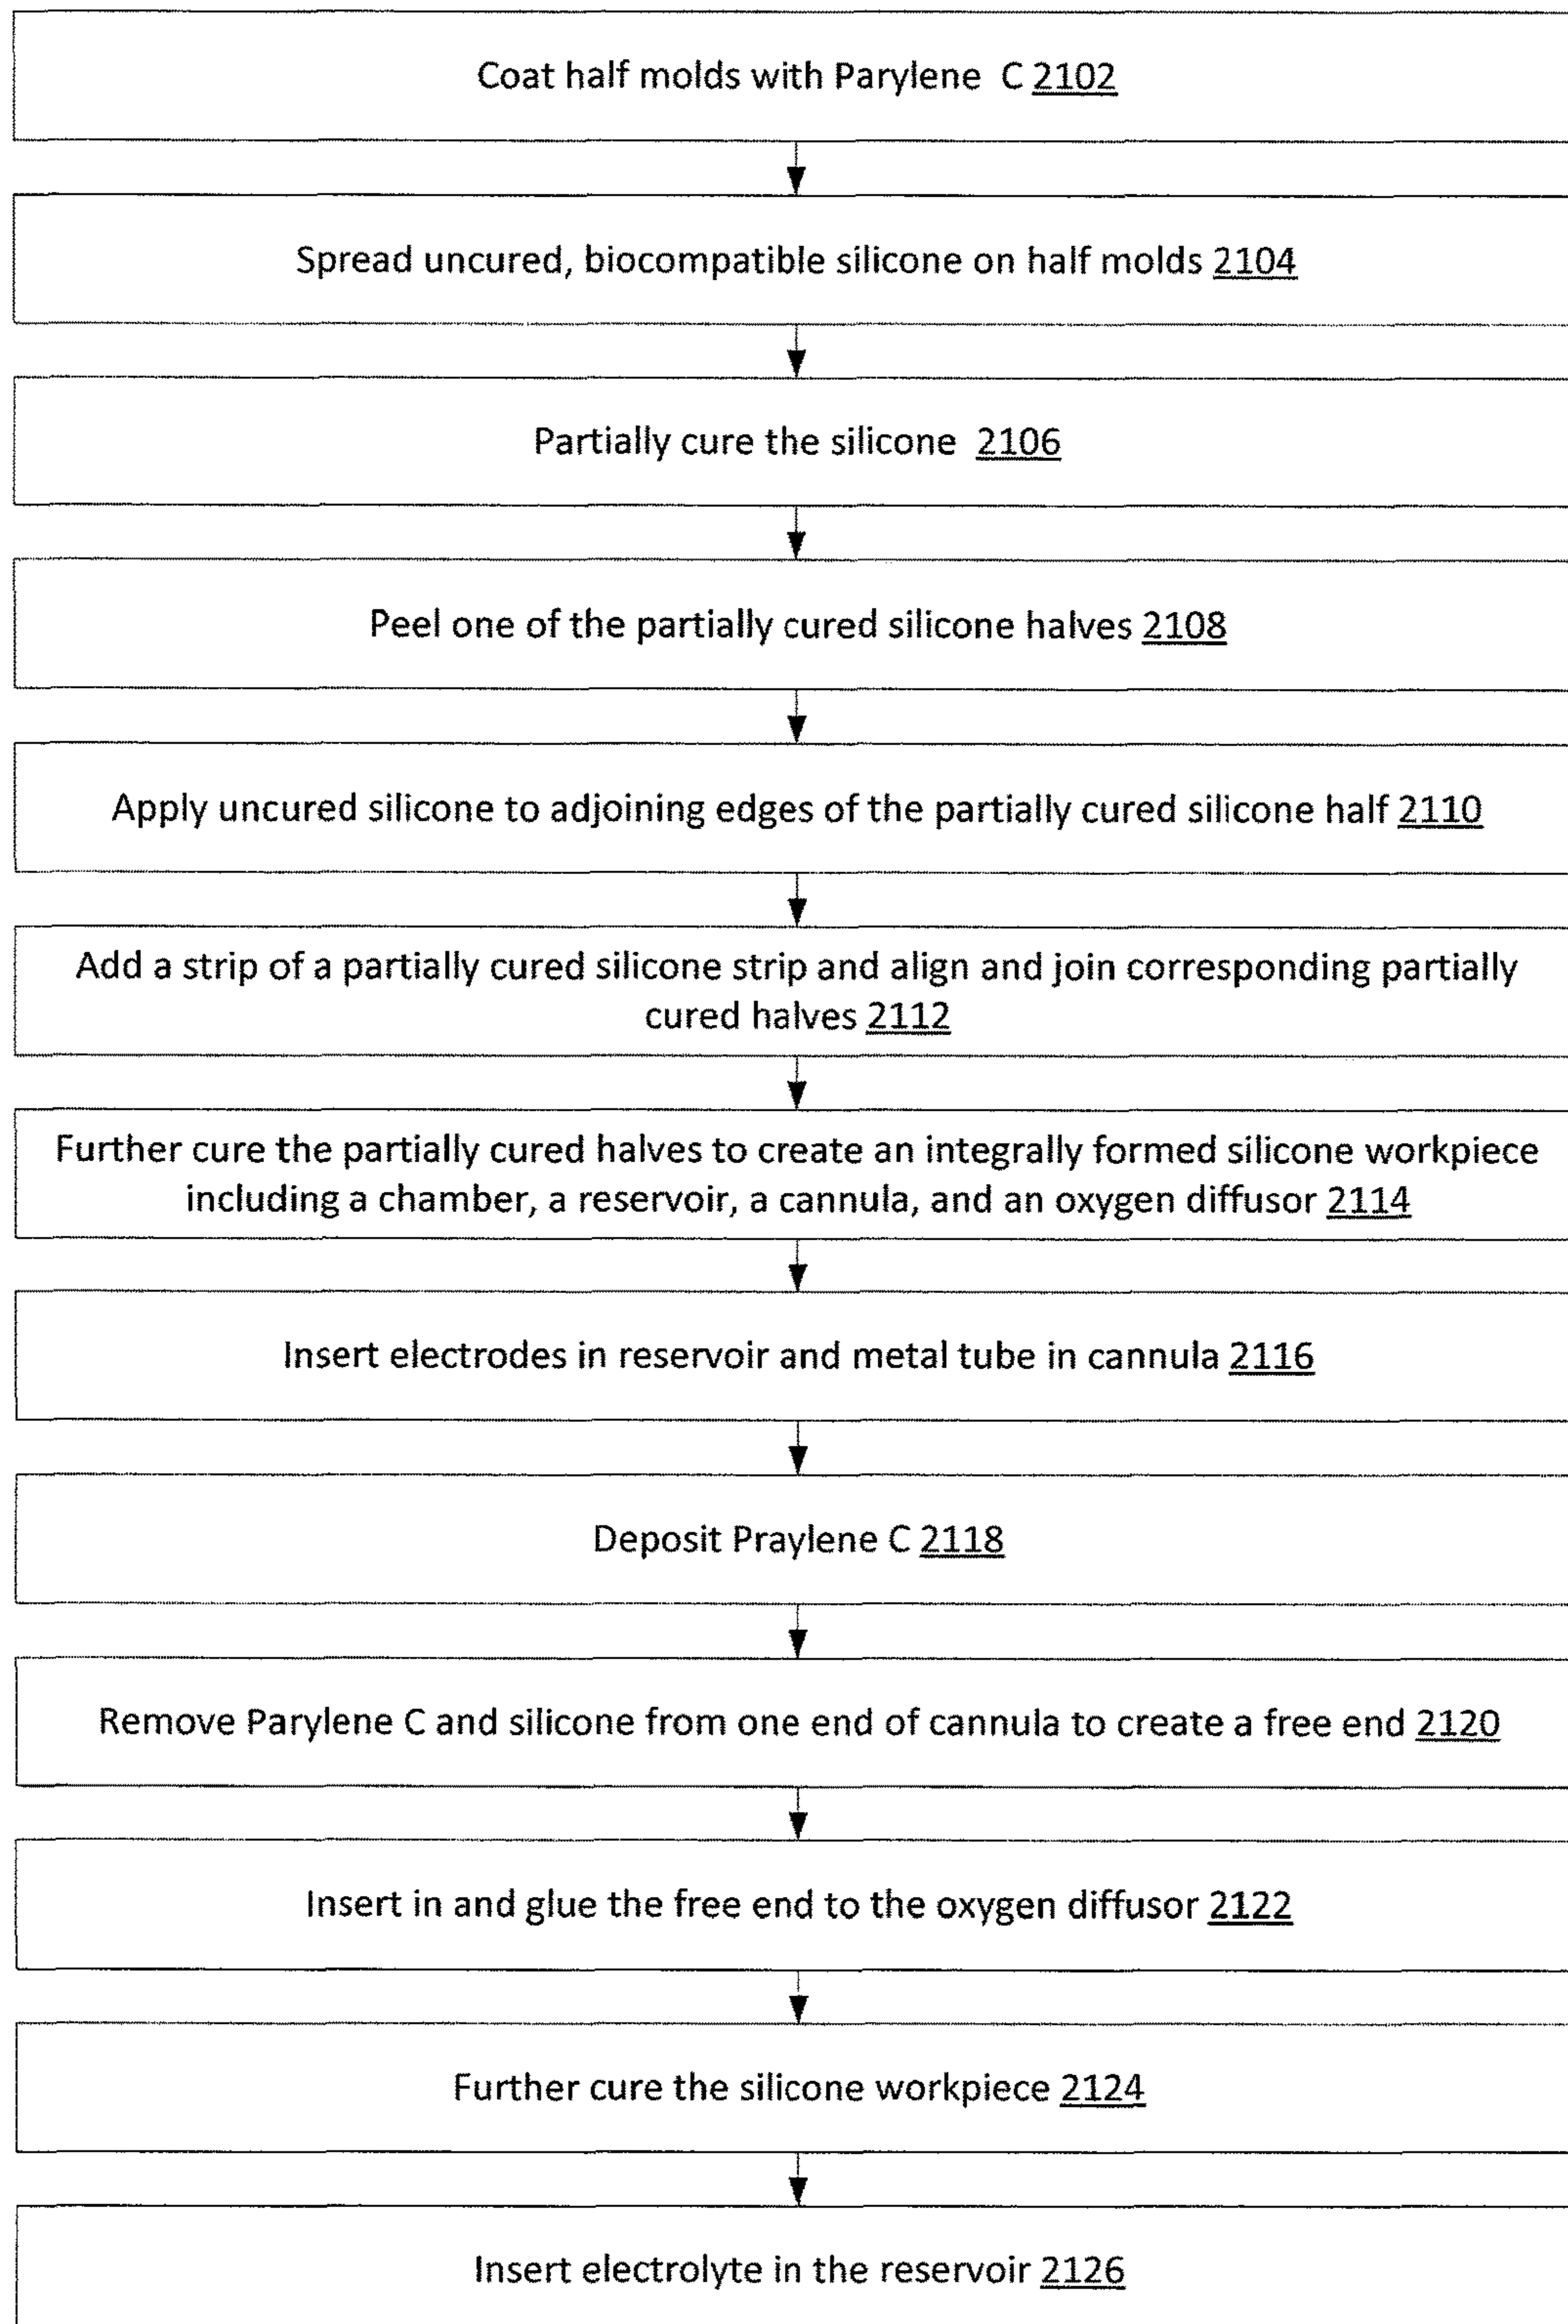 Coat half molds with Parylene C 2102
Spread uncured, biocompatible silicone on half molds 2104
Partially cure the silicone 2106
Peel one of the partially cured silicone halves 2108
Apply uncured silicone to adjoining edges of the partially cured silicone half 2110
Add a strip of a partially cured silicone strip and align and join corresponding partially
cured halves 2112
Further cure the partially cured halves to create an integrally formed silicone workpiece
including a chamber, a reservoir, a cannula, and an oxygen diffusor 2114
Insert electrodes in reservoir and metal tube in cannula 2116
Deposit Praylene C 2118
Remove Parylene C and silicone from one end of cannula to create a free end 2120
Insert in and glue the free end to the oxygen diffusor 2122
Further cure the silicone workpiece 2124
Insert electrolyte in the reservoir 2126